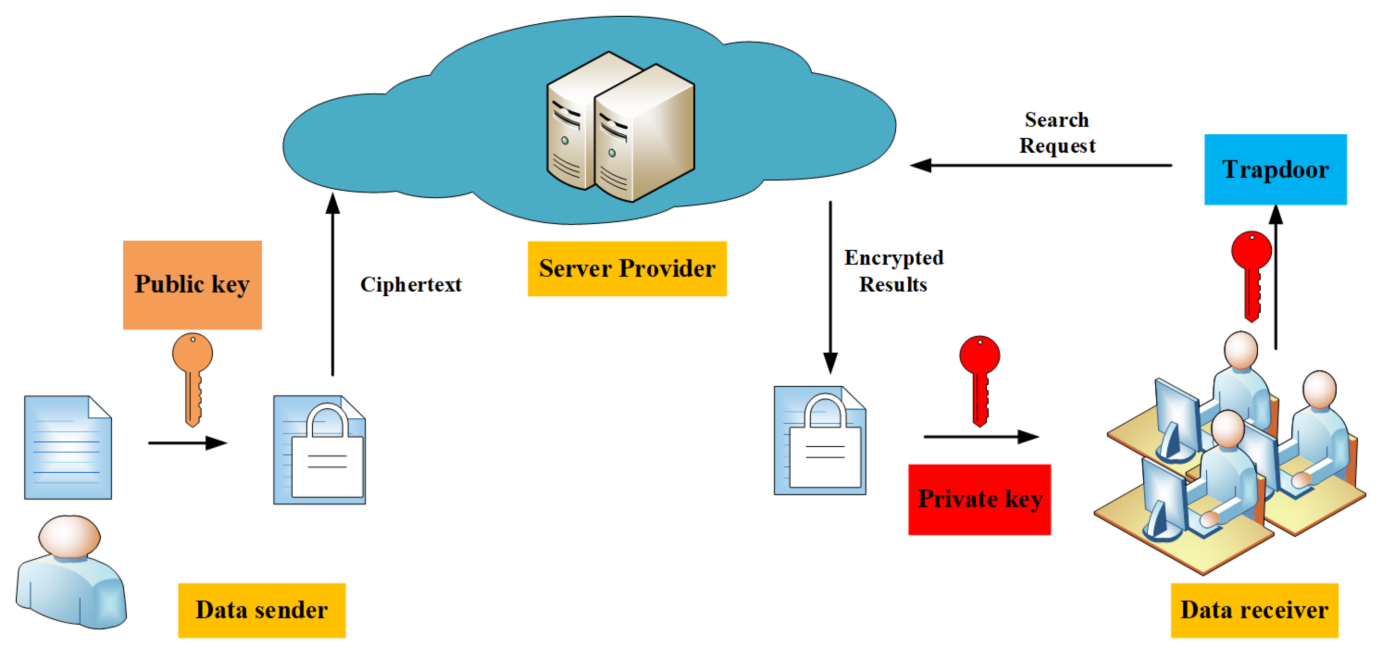 Search
Request
Trapdoor
Public key
Ciphertext
Server Provider
Encrypted
Results
Private key
Data sender
Data receiver